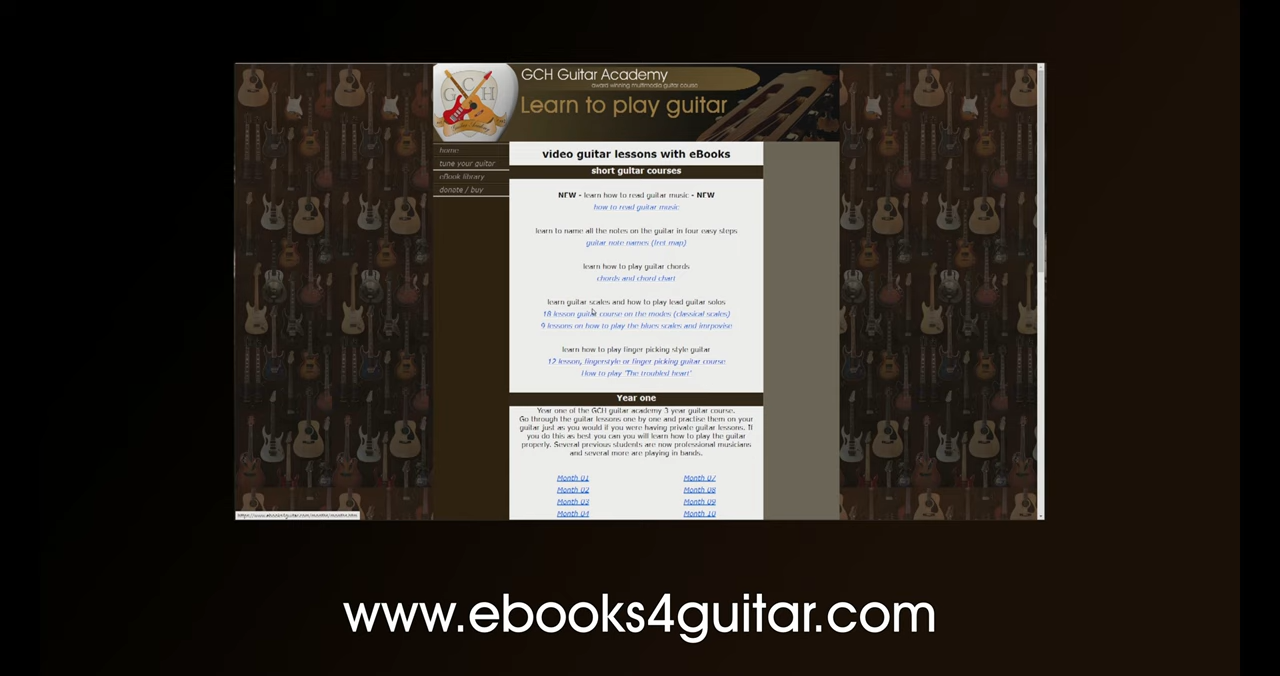 GCH Guitar Academy
award winning multimedia guitar course
Learn to play guitar
G C H
home
tune your guitar
eBook library
donate / buy
video guitar lessons with eBooks
short guitar courses
NEW - learn how to read guitar music - NEW
how to read guitar music
learn to name all the notes on the guitar in four easy steps
guitar note names (fret map)
learn how to play guitar chords
chords and chord chart
learn guitar scales and how to play lead guitar solos
18 lesson guitar course on the modes (classical scales)
9 lessons on how to play the blues scales and imrpovise
learn how to play finger picking style guitar
12 lesson, fingerstyle or finger picking guitar course
How to play 'The troubled heart'
Year one
Year one of the GCH guitar academy 3 year guitar course.
Go through the guitar lessons one by one and practise them on your
guitar just as you would if you were having private guitar lessons. If
you do this as best you can you will learn how to play the guitar
properly. Several previous students are now professional musicians
and several more are playing in bands.
Month 01 Month 07
Month 02 Month 08
Month 03 Month 09
Month 04 Month 10
www.ebooks4guitar.com